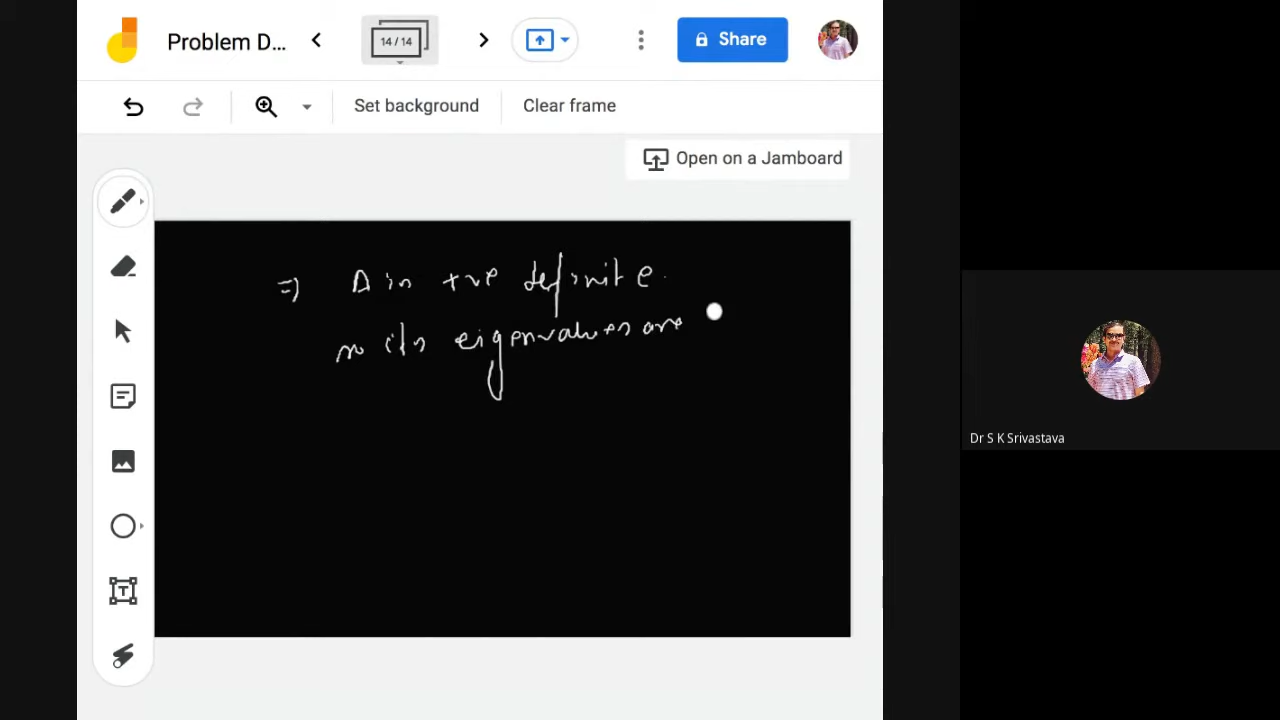 Problem D...
14 / 14
Share
Set background
Clear frame
Open on a Jamboard
=) A is +ve definite.
so its eigenvalues are
Dr S K Srivastava